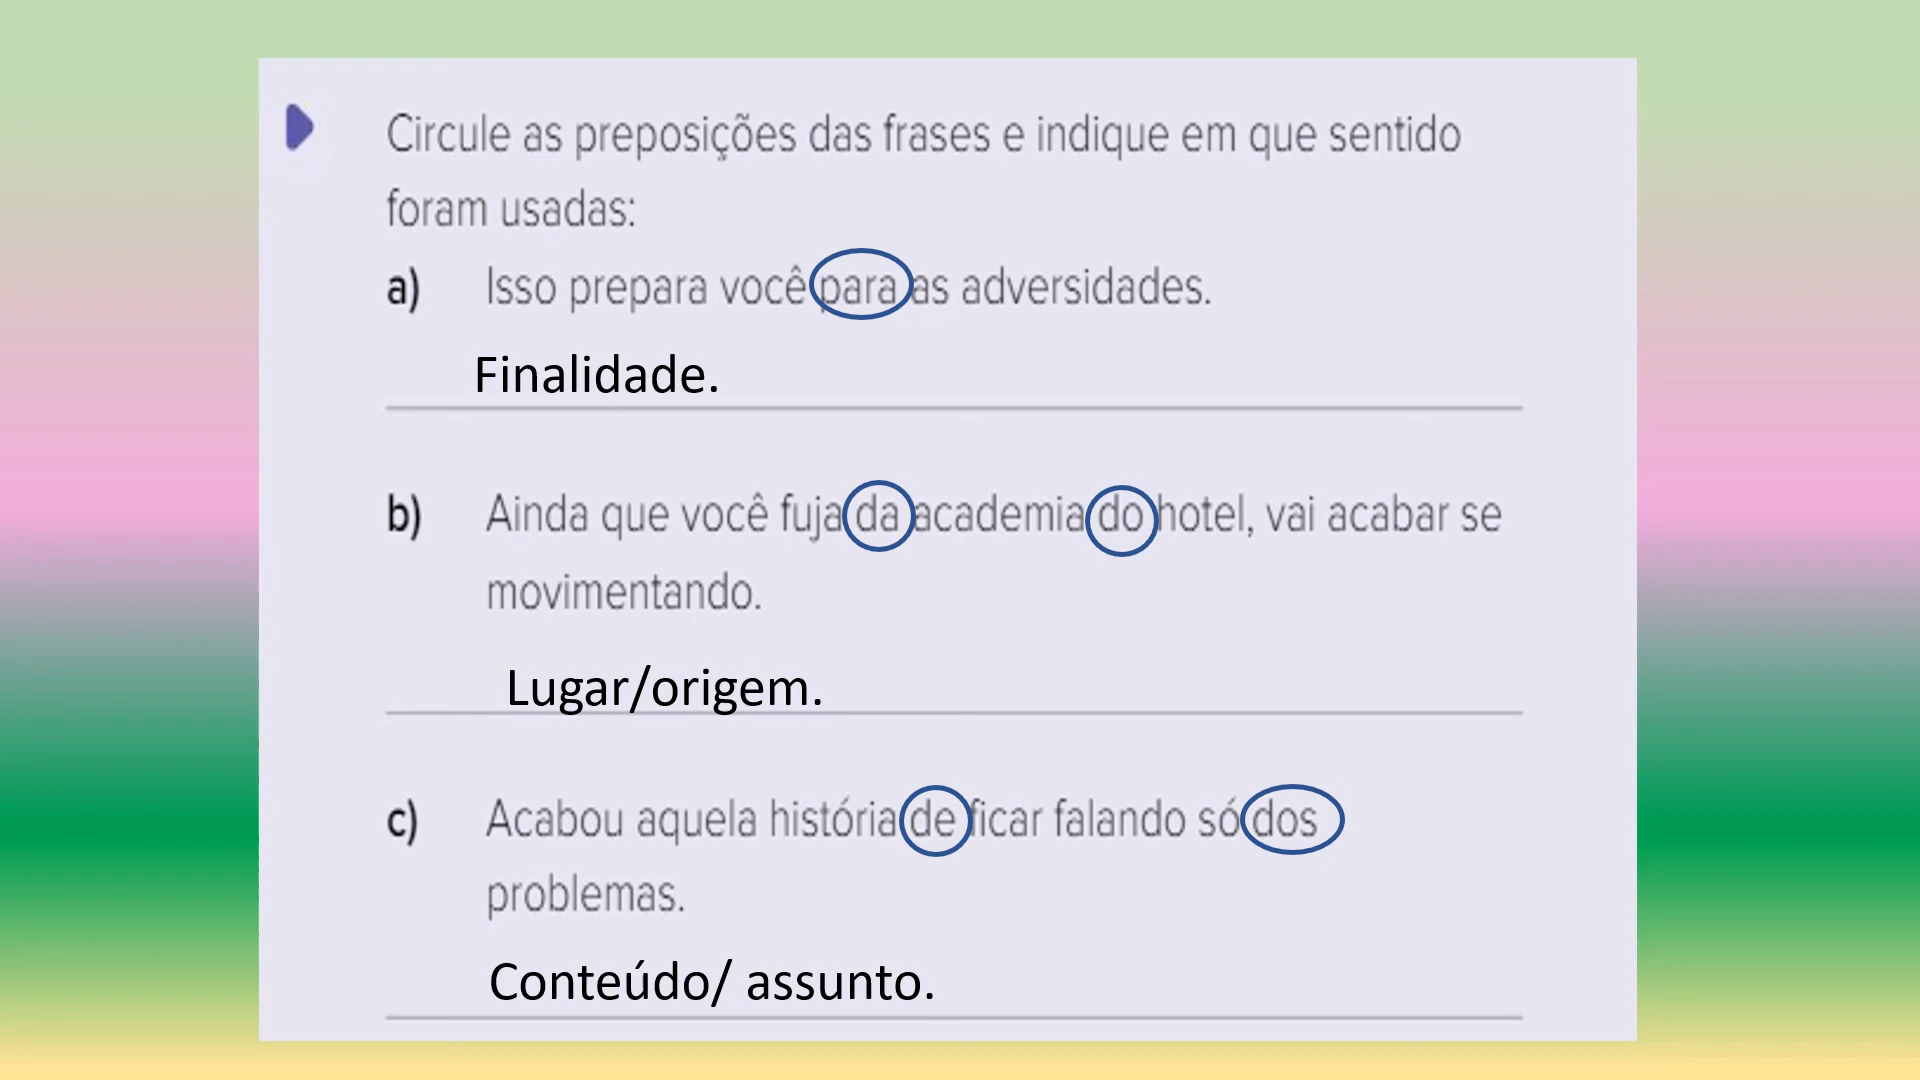 Circule as preposições das frases e indique em que sentido
foram usadas:
a) Isso prepara você para as adversidades.
Finalidade.
b) Ainda que você fuja da academia do hotel, vai acabar se
movimentando.
Lugar/origem.
c) Acabou aquela história de ficar falando só dos
problemas.
Conteúdo/ assunto.